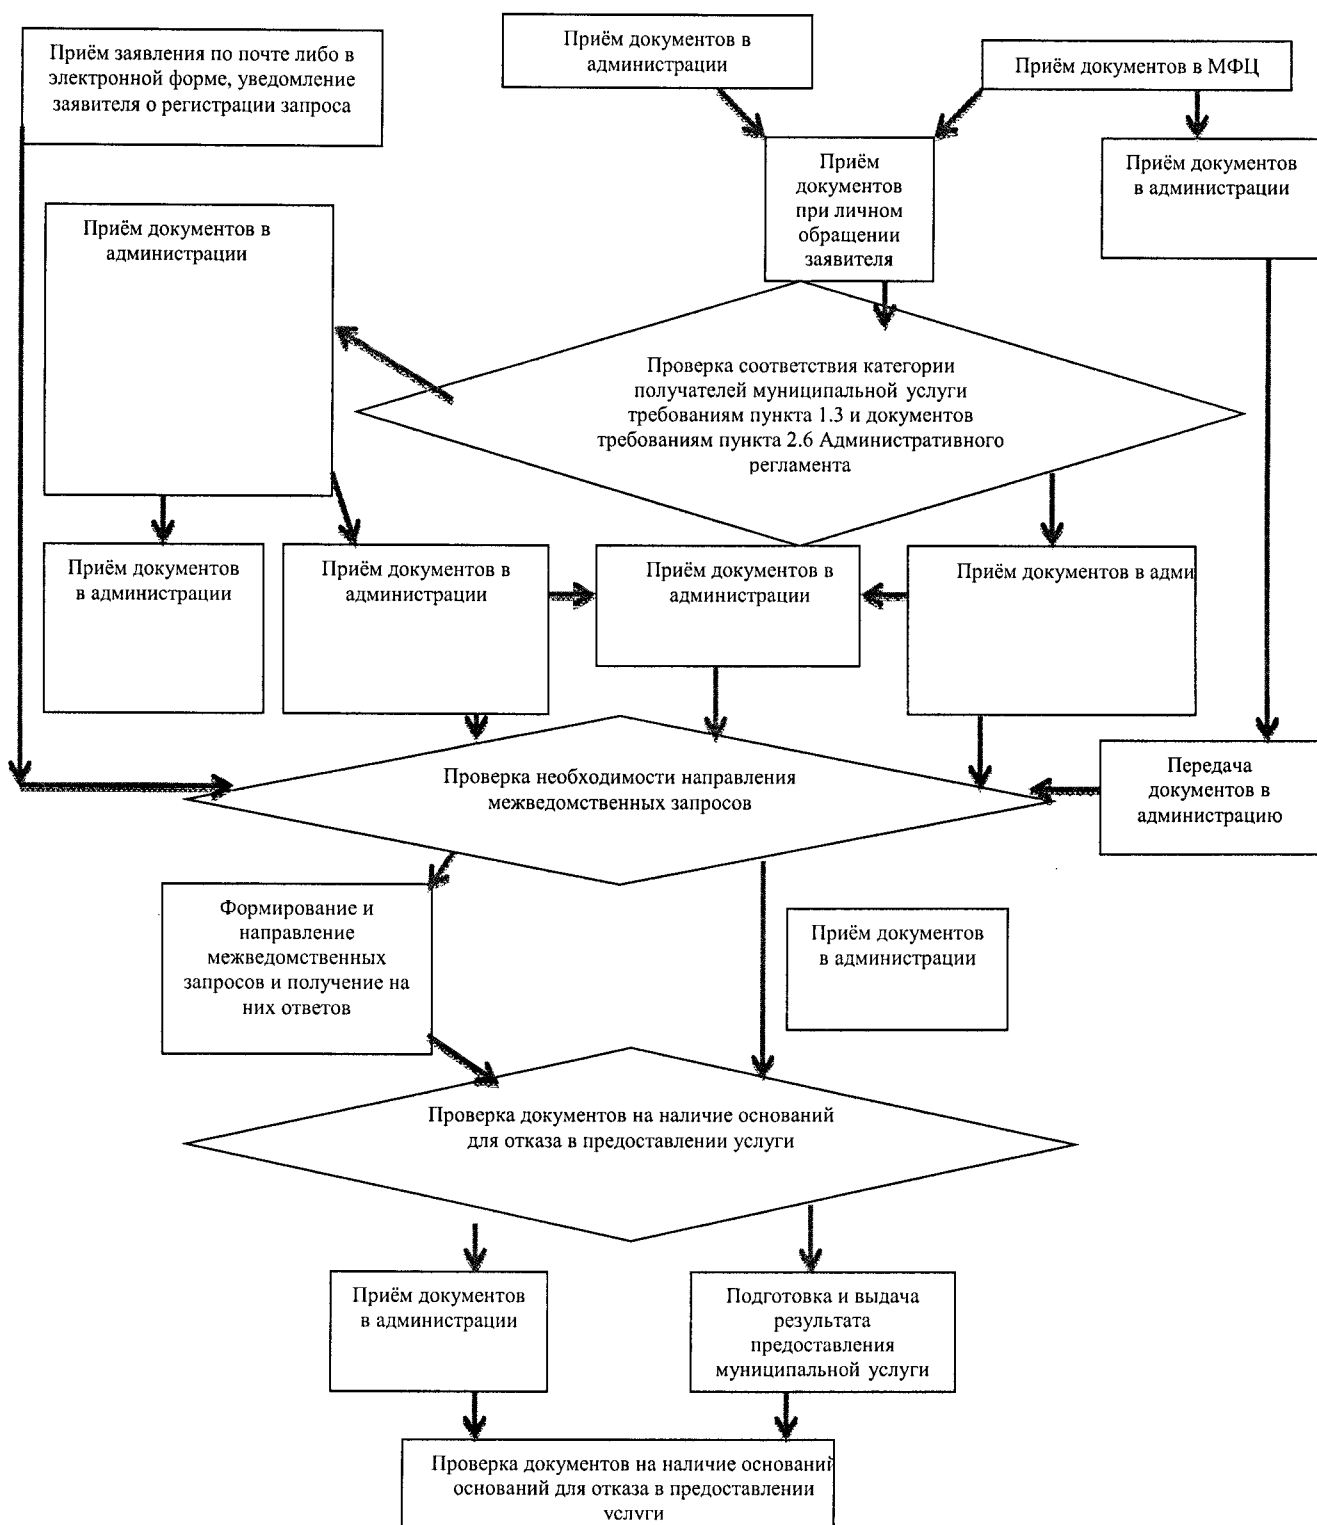 Приём заявления по почте либо в
электронной форме, уведомление
заявителя о регистрации запроса
Приём документов в
администрации
Приём документов в МФЦ
Приём
документов
при личном
обращении
заявителя
Приём документов
в администрации
Приём документов в
администрации
Проверка соответствия категории
получателей муниципальной услуги
требованиям пункта 1.3 и документов
требованиям пункта 2.6 Административного
регламента
Приём документов
в администрации
Приём документов в
администрации
Приём документов в
администрации
Приём документов в адми
Проверка необходимости направления
межведомственных запросов
Передача
документов в
администрацию
Формирование и
направление
межведомственных
запросов и получение на
них ответов
Приём документов
в администрации
Проверка документов на наличие оснований
для отказа в предоставлении услуги
Приём документов
в администрации
Подготовка и выдача
результата
предоставления
муниципальной услуги
Проверка документов на наличие оснований
оснований для отказа в предоставлении
услуги